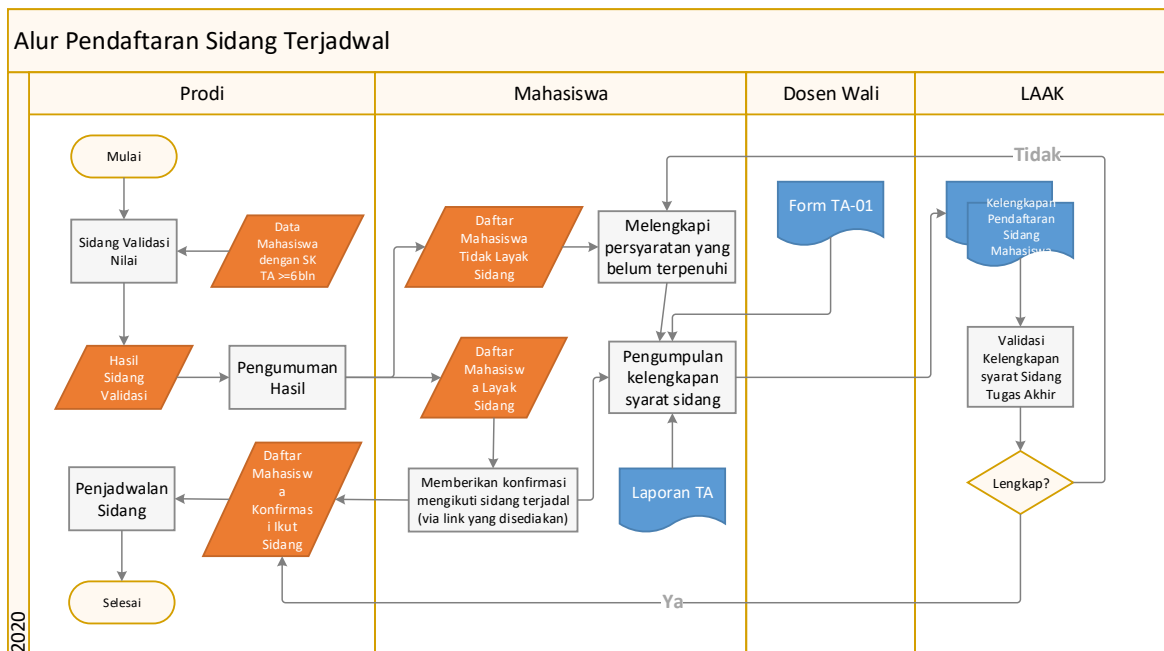 Alur Pendaftaran Sidang Terjadwal
Prodi
Mahasiswa
Dosen Wali
LAAK
2020
Mulai
Sidang Validasi
Nilai
Data
Mahasiswa
dengan SK
TA >=6bln
Hasil
Sidang
Validasi
Pengumuman
Hasil
Penjadwalan
Sidang
Selesai
Daftar
Mahasisw
a
Konfirmas
i Ikut
Sidang
Daftar
Mahasiswa
Tidak Layak
Sidang
Melengkapi
persyaratan yang
belum terpenuhi
Daftar
Mahasisw
a Layak
Sidang
Pengumpulan
kelengkapan
syarat sidang
Memberikan konfirmasi
mengikuti sidang terjadal
(via link yang disediakan)
Laporan TA
Form TA-01
Tidak
Kelengkapan
Pendaftaran
Sidang
Mahasiswa
Validasi
Kelengkapan
syarat Sidang
Tugas Akhir
Lengkap?
Ya